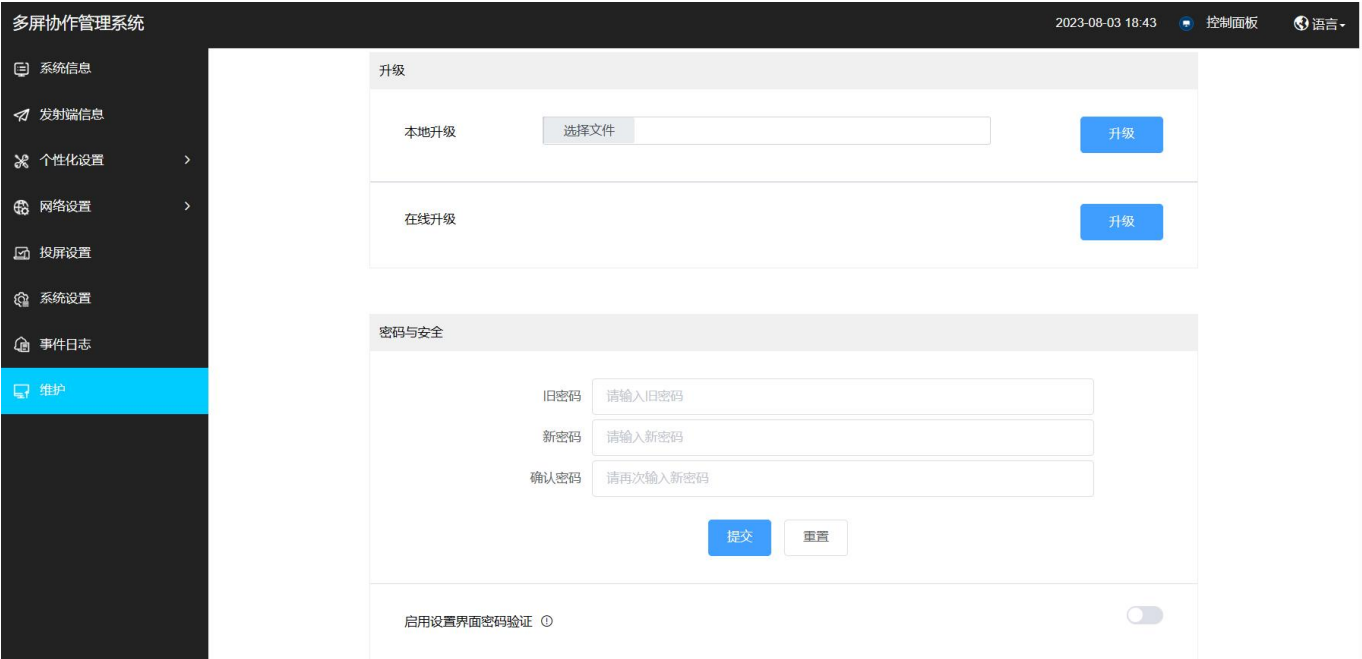 多屏协作管理系统
2023-08-03 18:43 控制面板 语言
系统信息
发射端信息
个性化设置
网络设置
投屏设置
系统设置
事件日志
维护
升级
本地升级 选择文件 升级
在线升级 升级
密码与安全
旧密码 请输入旧密码
新密码 请输入新密码
确认密码 请再次输入新密码
提交 重置
启用设置界面密码验证